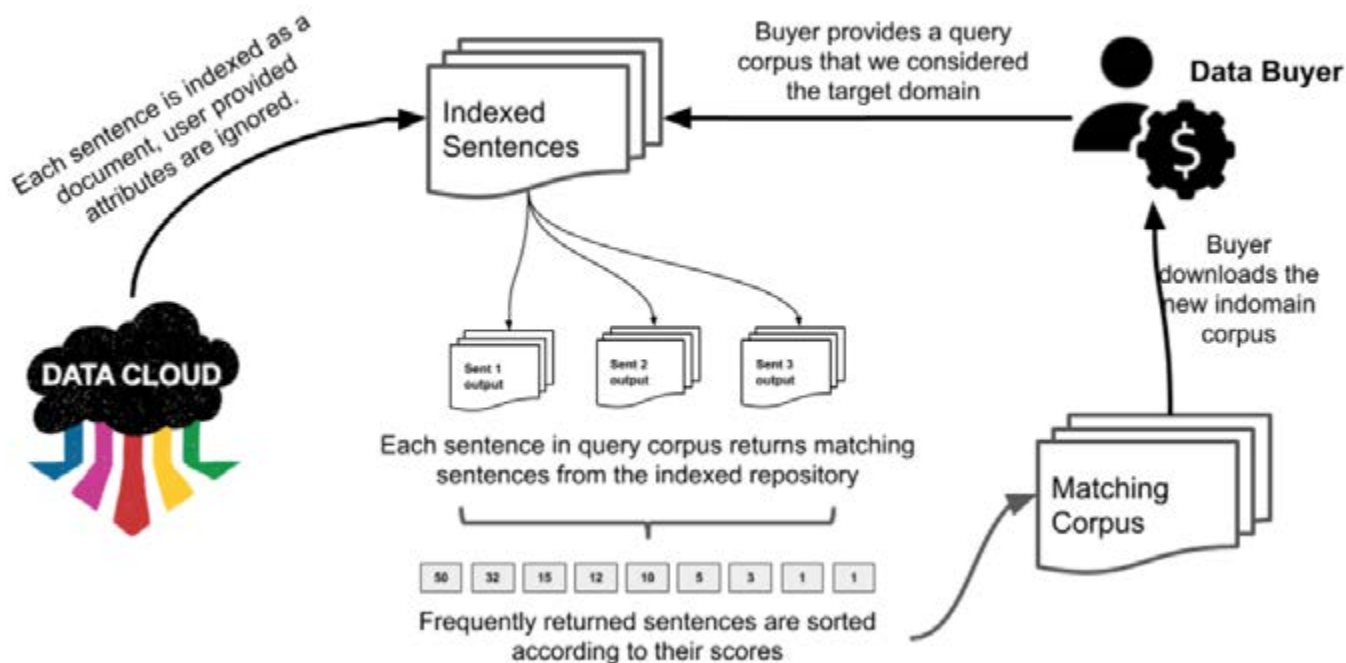 Each sentence is indexed as a
document, user provided
attributes are ignored.
Indexed
Sentences
Buyer provides a query
corpus that we considered
the target domain
Data Buyer
$
Buyer
downloads the
new indomain
corpus
DATA CLOUD
Sent 1
output
Sent 2
output
Sent 3
output
Each sentence in query corpus returns matching
sentences from the indexed repository
Matching
Corpus
50 32 15 12 10 5 3 1 1
Frequently returned sentences are sorted
according to their scores